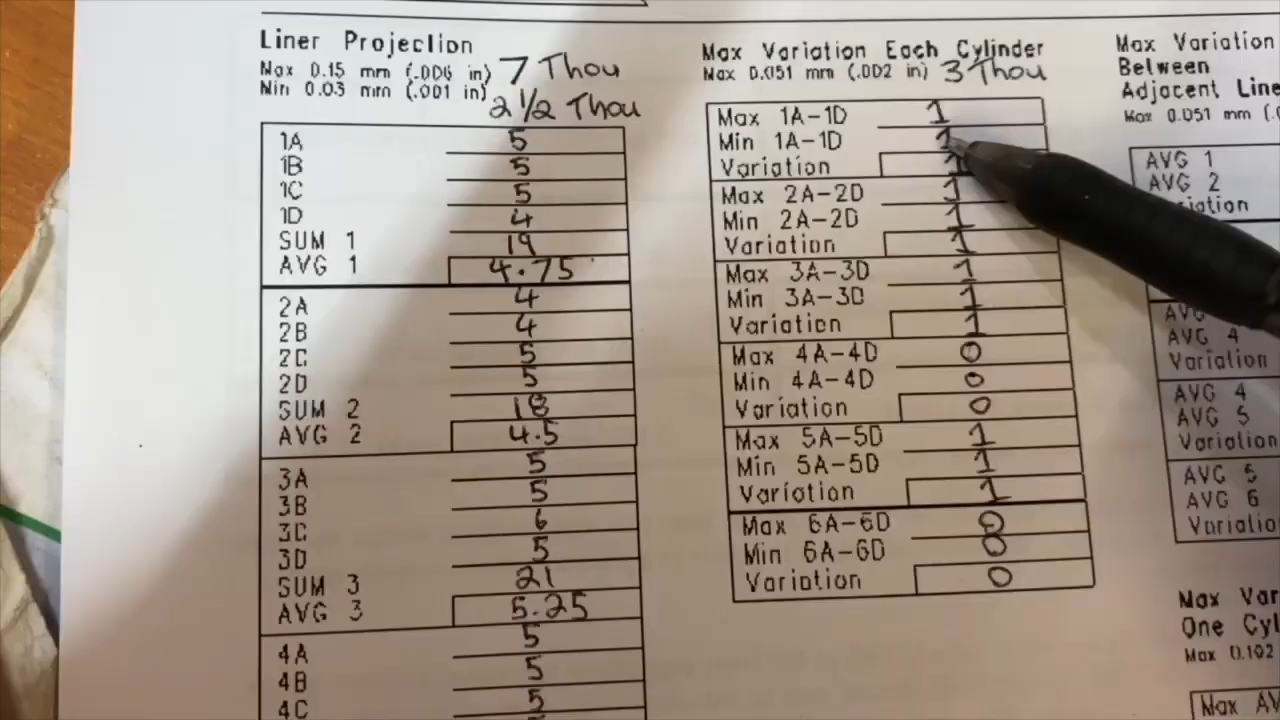 Liner Projection
Max 0.15 mm (.006 in) 7 Thou
Min 0.03 mm (.001 in) 2 1/2 Thou
1A 5
1B 5
1C 5
1D 4
SUM 1 19
AVG 1 4.75
2A 4
2B 4
2C 5
2D 5
SUM 2 18
AVG 2 4.5
3A 5
3B 5
3C 6
3D 5
SUM 3 21
AVG 3 5.25
4A 5
4B 5
4C 5
Max Variation Each Cylinder
Max 0.051 mm (.002 in) 3 Thou
Max 1A-1D 1
Min 1A-1D 1
Variation 1
Max 2A-2D 1
Min 2A-2D 1
Variation 1
Max 3A-3D 1
Min 3A-3D 1
Variation 1
Max 4A-4D 0
Min 4A-4D 0
Variation 0
Max 5A-5D 1
Min 5A-5D 1
Variation 1
Max 6A-6D 0
Min 6A-6D 0
Variation 0
Max Variation
Between
Adjacent Line
Max 0.051 mm (.0
AVG 1
AVG 2
riation
AVG
AVG 4
Variation
AVG 4
AVG 5
Variation
AVG 5
AVG 6
Variatio
Max Var
One Cyl
Max 0.102
Max AV